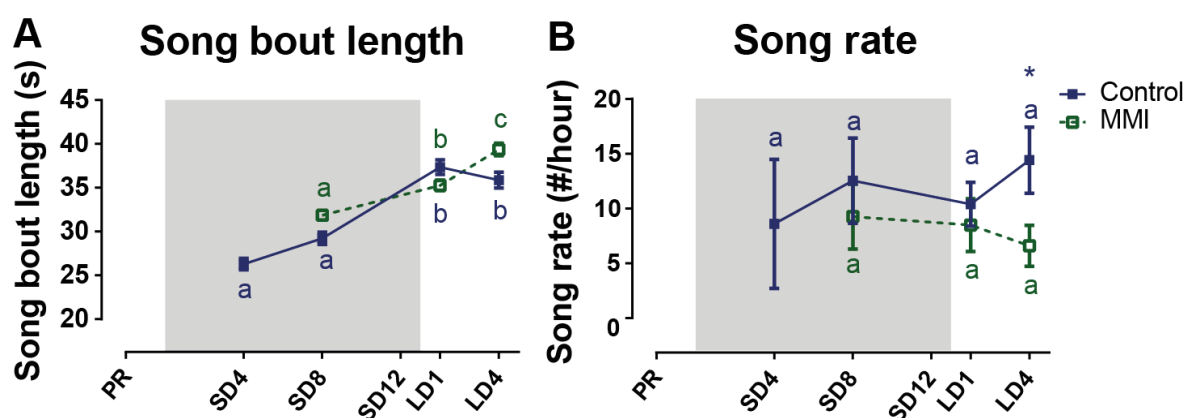 A
Song bout length
Song bout length (s)
45
40
35
30
25
20
a
a
a
b
b
c
b
PR
SD4
SD8
SD12
LD1
LD4
B
Song rate
Song rate (#/hour)
20
15
10
5
0
a
a
a
a
a
*
a
a
PR
SD4
SD8
SD12
LD1
LD4
Control
MMI